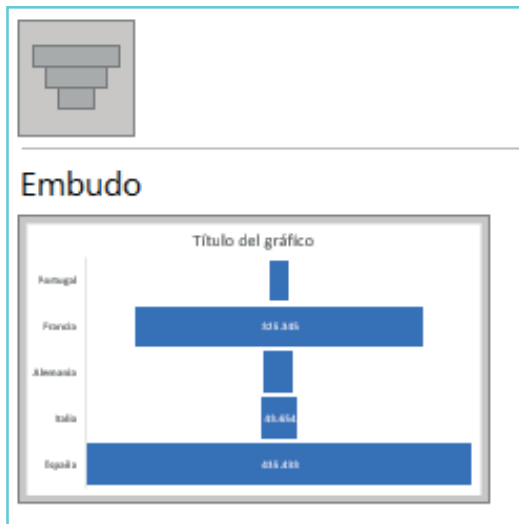 Embudo
Título del gráfico
Portugal
Francia
Alemania
Italia
España